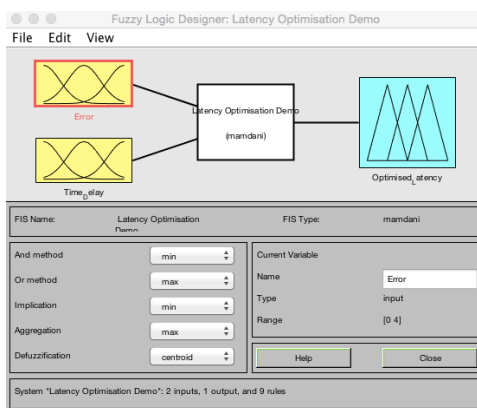 Fuzzy Logic Designer: Latency Optimisation Demo
File Edit View
Error
Latency Optimisation Demo
(mamdani)
Time_Delay
Optimised_Latency
FIS Name: Latency Optimisation Demo FIS Type: mamdani
And method min
Or method max
Implication min
Aggregation max
Defuzzification centroid
Current Variable
Name Error
Type input
Range [0 4]
Help Close
System "Latency Optimisation Demo": 2 inputs, 1 output, and 9 rules